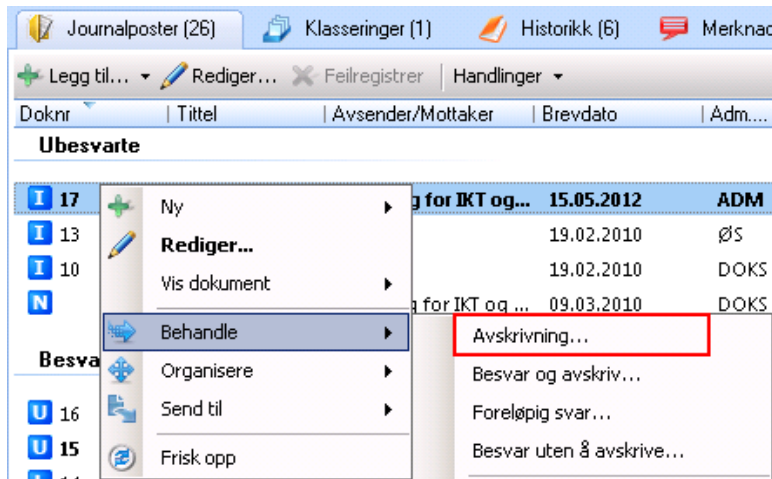 Journalposter (26) Klasseringer (1) Historikk (6) Merknad
Legg til... Rediger... Feilregistrer Handlinger
Doknr Tittel Avsender/Mottaker Brevdato Adm....
Ubesvarte
I 17 g for IKT og... 15.05.2012 ADM
Ny
I 13 19.02.2010 ØS
Rediger...
I 10 19.02.2010 DOKS
Vis dokument
N g for IKT og ... 09.03.2010 DOKS
Behandle Avskrivning...
Besva
Organisere Besvar og avskriv...
U 16 Send til Foreløpig svar...
U 15 Frisk opp Besvar uten å avskrive...